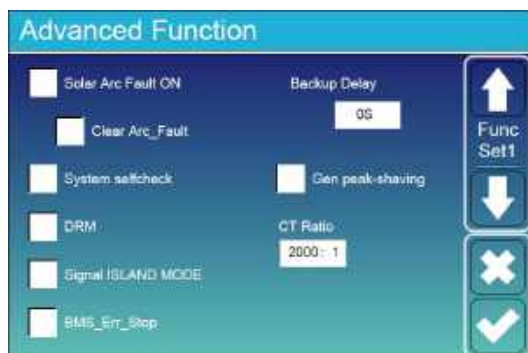 Advanced Function
Solar Arc Fault ON
Clear Arc_Fault
System selfcheck
DRM
Signal ISLAND MODE
BMS_Err_Stop
Backup Delay
0S
Gen peak-shaving
CT Ratio
2000: 1
Func
Set1